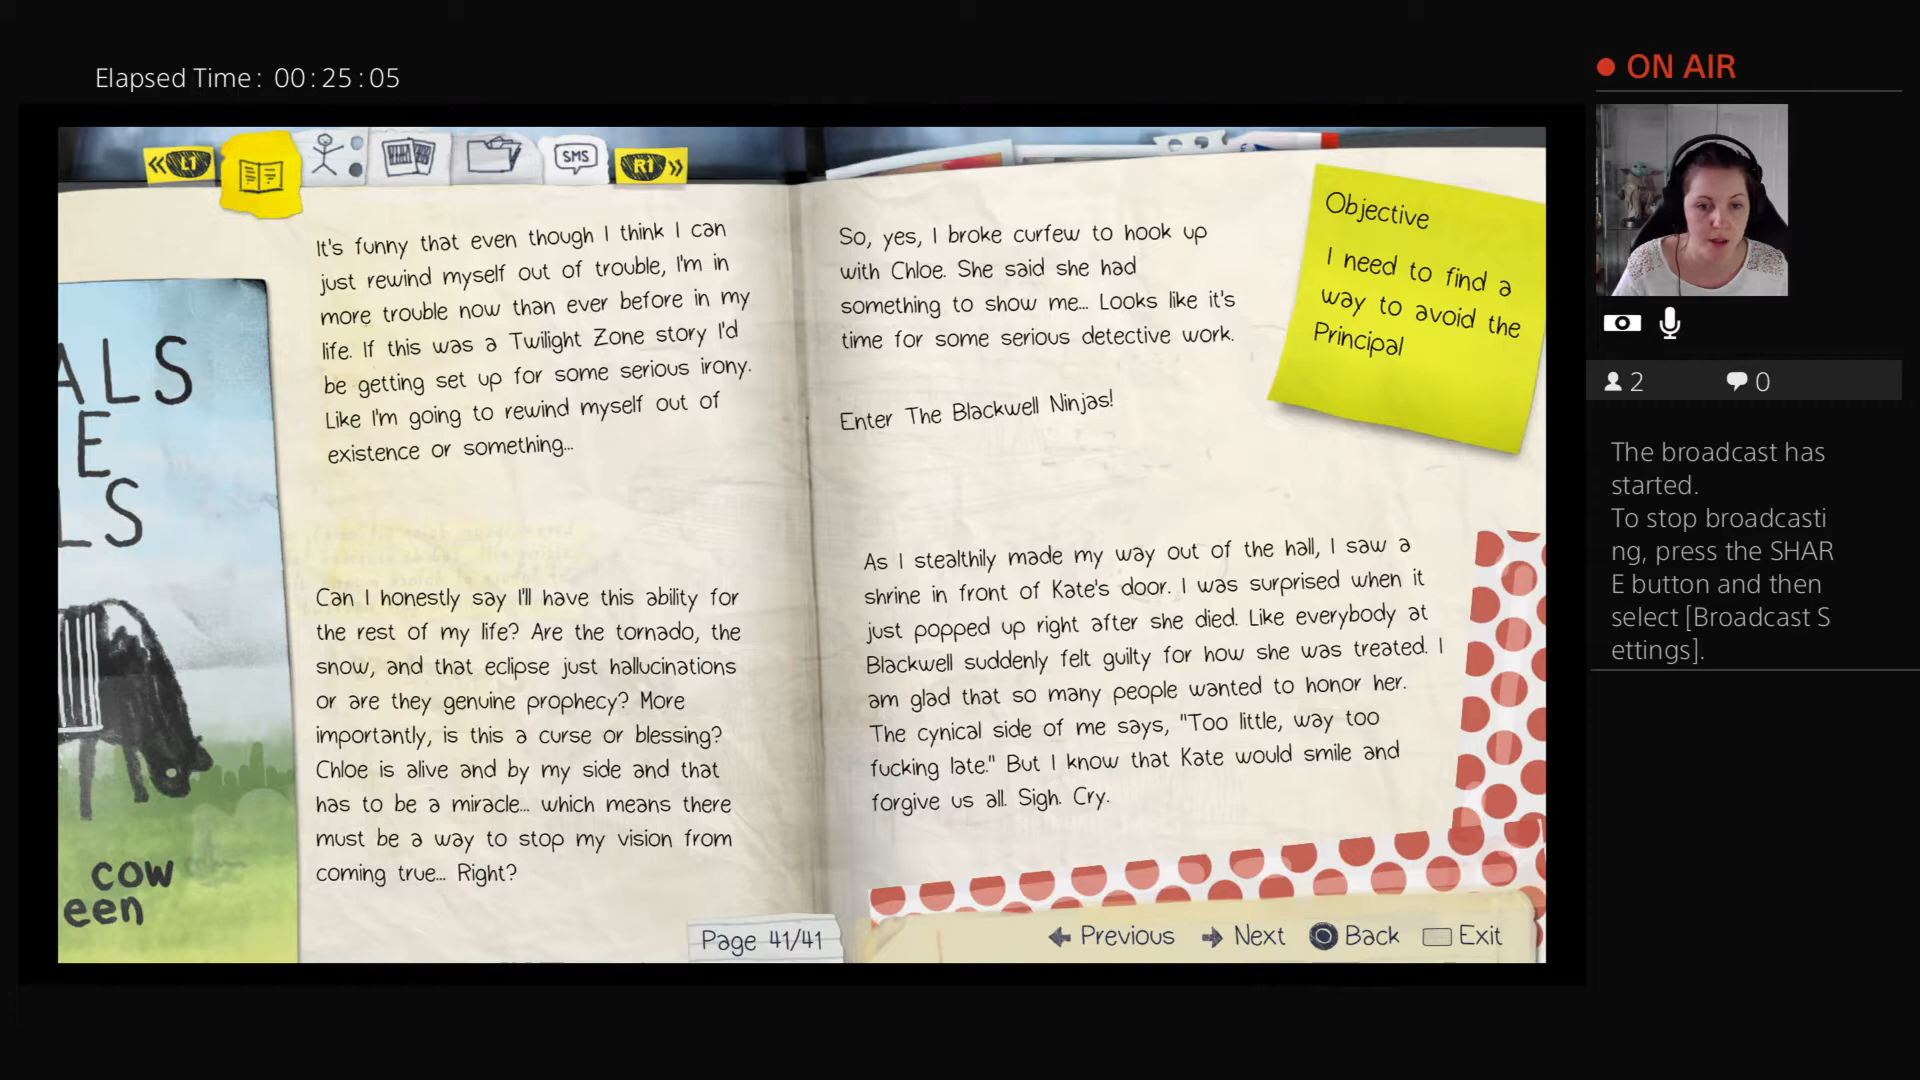 Elapsed Time: 00:25:05
ON AIR
L1
SMS
R1
ALS
E
LS
cow
een
It's funny that even though I think I can
just rewind myself out of trouble, I'm in
more trouble now than ever before in my
life. If this was a Twilight Zone story I'd
be getting set up for some serious irony.
Like I'm going to rewind myself out of
existence or something...
Can I honestly say I'll have this ability for
the rest of my life? Are the tornado, the
snow, and that eclipse just hallucinations
or are they genuine prophecy? More
importantly, is this a curse or blessing?
Chloe is alive and by my side and that
has to be a miracle... which means there
must be a way to stop my vision from
coming true... Right?
So, yes, I broke curfew to hook up
with Chloe. She said she had
something to show me... Looks like it's
time for some serious detective work.
Enter The Blackwell Ninjas!
As I stealthily made my way out of the hall, I saw a
shrine in front of Kate's door. I was surprised when it
just popped up right after she died. Like everybody at
Blackwell suddenly felt guilty for how she was treated. I
am glad that so many people wanted to honor her.
The cynical side of me says, "Too little, way too
fucking late." But I know that Kate would smile and
forgive us all. Sigh. Cry.
Objective
I need to find a
way to avoid the
Principal
Page 41/41
Previous
Next
Back
Exit
2
0
The broadcast has
started.
To stop broadcasti
ng, press the SHAR
E button and then
select [Broadcast S
ettings].